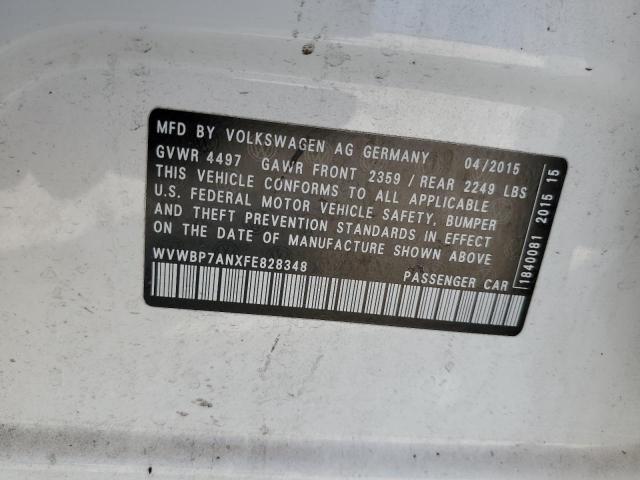 MFD BY VOLKSWAGEN AG GERMANY 04/2015
GVWR 4497 GAWR FRONT 2359 / REAR 2249 LBS
THIS VEHICLE CONFORMS TO ALL APPLICABLE
U.S. FEDERAL MOTOR VEHICLE SAFETY, BUMPER
AND THEFT PREVENTION STANDARDS IN EFFECT
ON THE DATE OF MANUFACTURE SHOWN ABOVE
WVWBP7ANXFE828348 PASSENGER CAR
1840081 2015 15